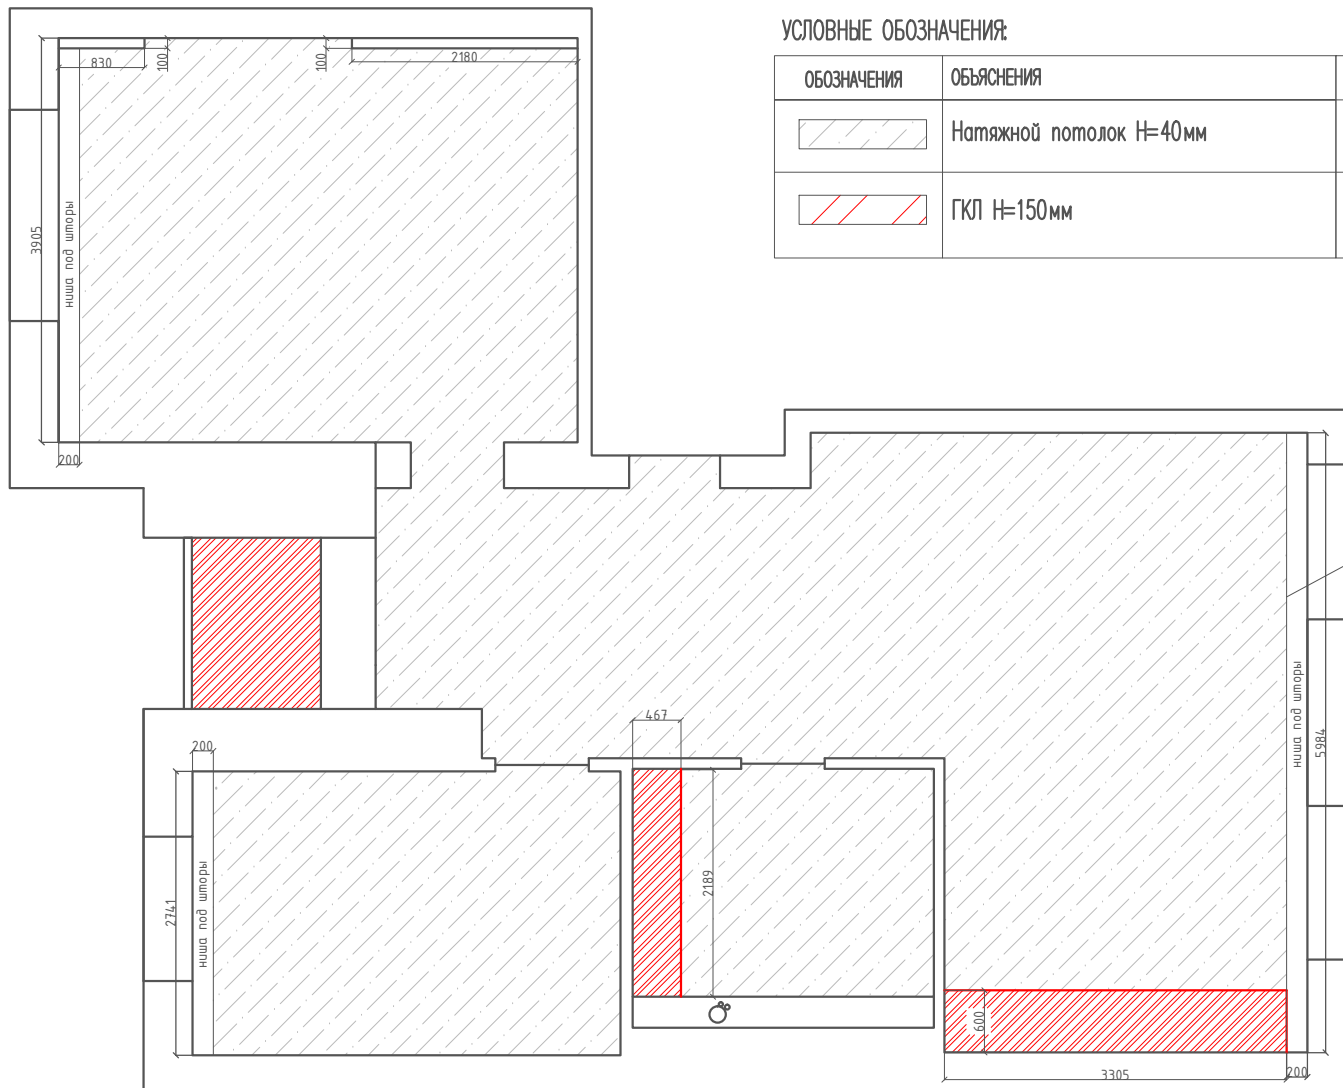 УСЛОВНЫЕ ОБОЗНАЧЕНИЯ:
ОБОЗНАЧЕНИЯ
ОБЪЯСНЕНИЯ
Натяжной потолок Н=40мм
ГКЛ Н=150мм
830
100
100
2180
3905
ниша под шторы
200
200
2741
ниша под шторы
467
2189
ниша под шторы
5984
600
3305
200